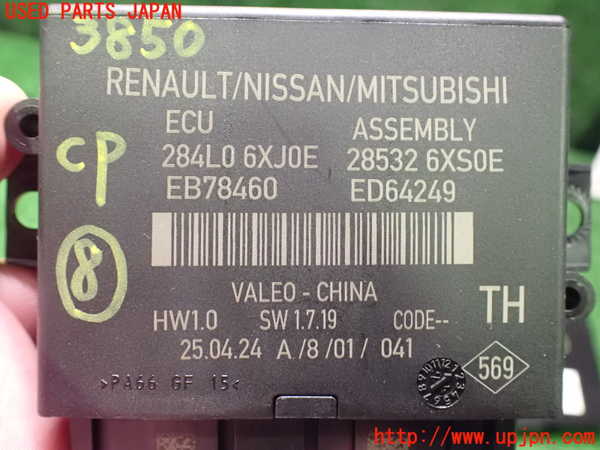 USED PARTS JAPAN
3850
RENAULT/NISSAN/MITSUBISHI
ECU ASSEMBLY
284L0 6XJ0E 28532 6XS0E
EB78460 ED64249
CP
8
VALEO - CHINA
HW1.0 SW 1.7.19 CODE-- TH
25.04.24 A /8 /01/ 041
569
>PA66 GF 15<
http://www.upjpn.com/